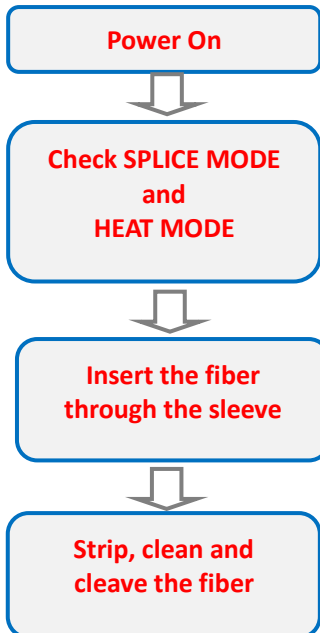 Power On
Check SPLICE MODE
and
HEAT MODE
Insert the fiber
through the sleeve
Strip, clean and
cleave the fiber